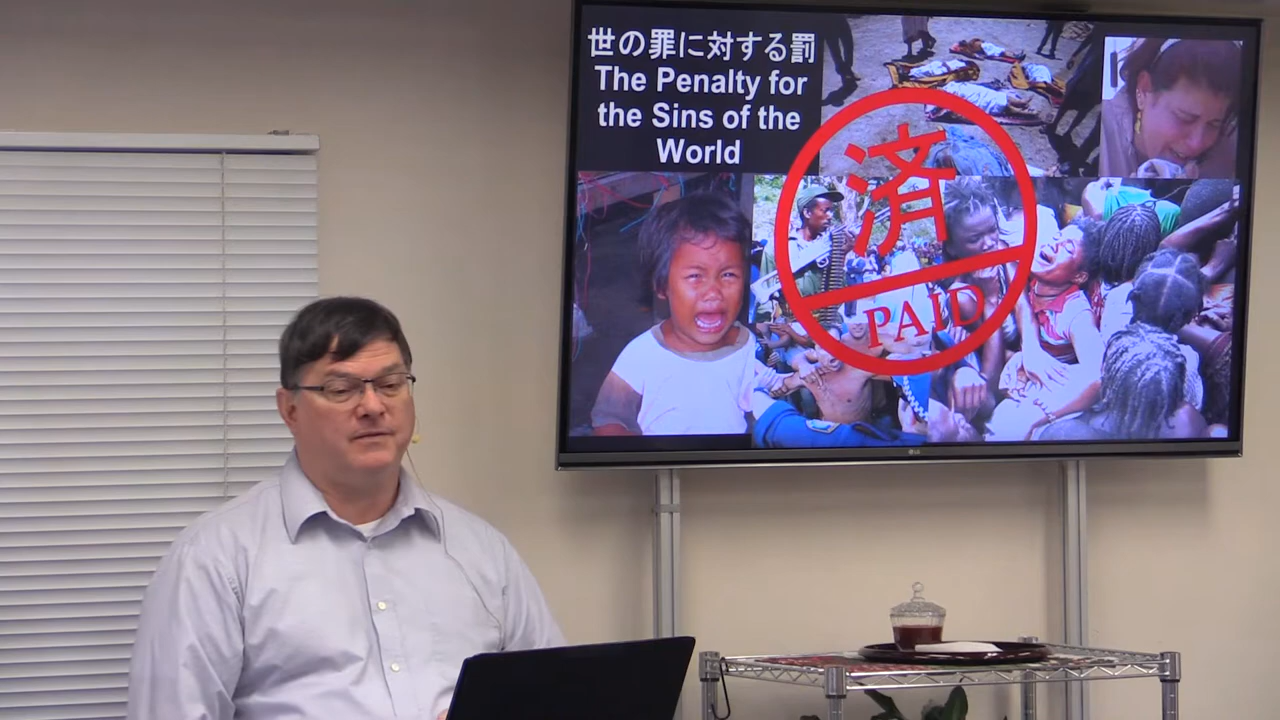 世の罪に対する罰
The Penalty for
the Sins of the
World
済
PAID
LG